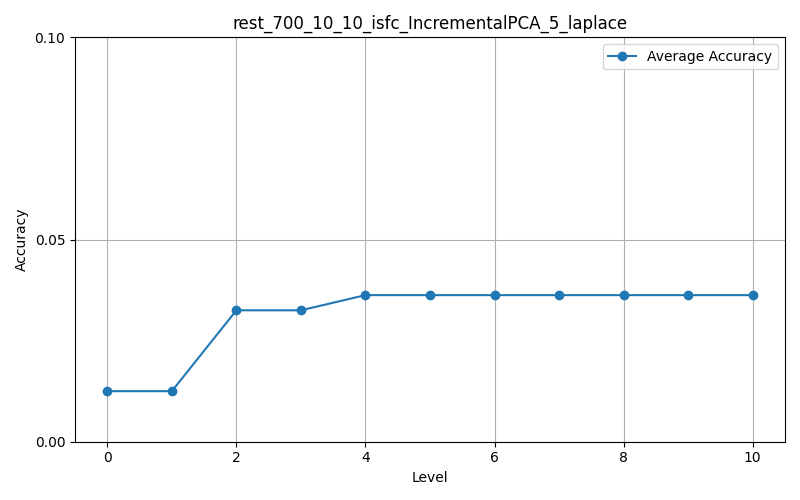 rest_700_10_10_isfc_IncrementalPCA_5_laplace
Average Accuracy
Accuracy
0.10
0.05
0.00
0 2 4 6 8 10
Level